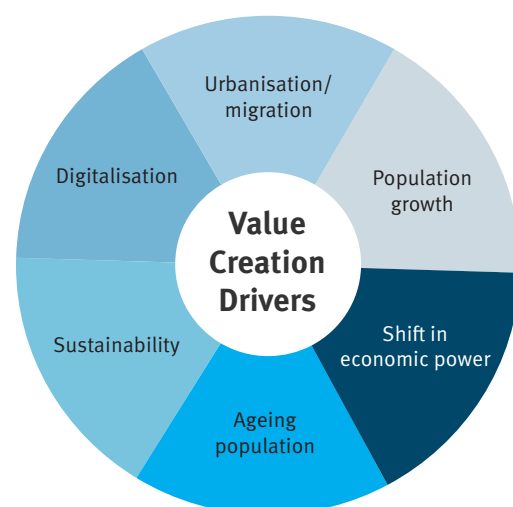 Urbanisation/
migration
Population
growth
Shift in
economic power
Ageing
population
Sustainability
Digitalisation
Value
Creation
Drivers